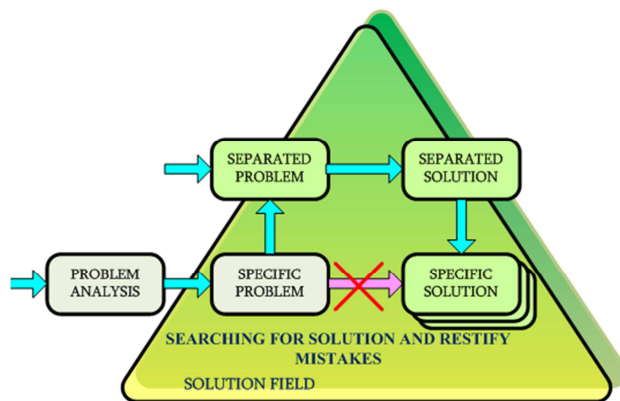 SEPARATED
PROBLEM
SEPARATED
SOLUTION
PROBLEM
ANALYSIS
SPECIFIC
PROBLEM
SPECIFIC
SOLUTION
SEARCHING FOR SOLUTION AND RESTIFY
MISTAKES
SOLUTION FIELD